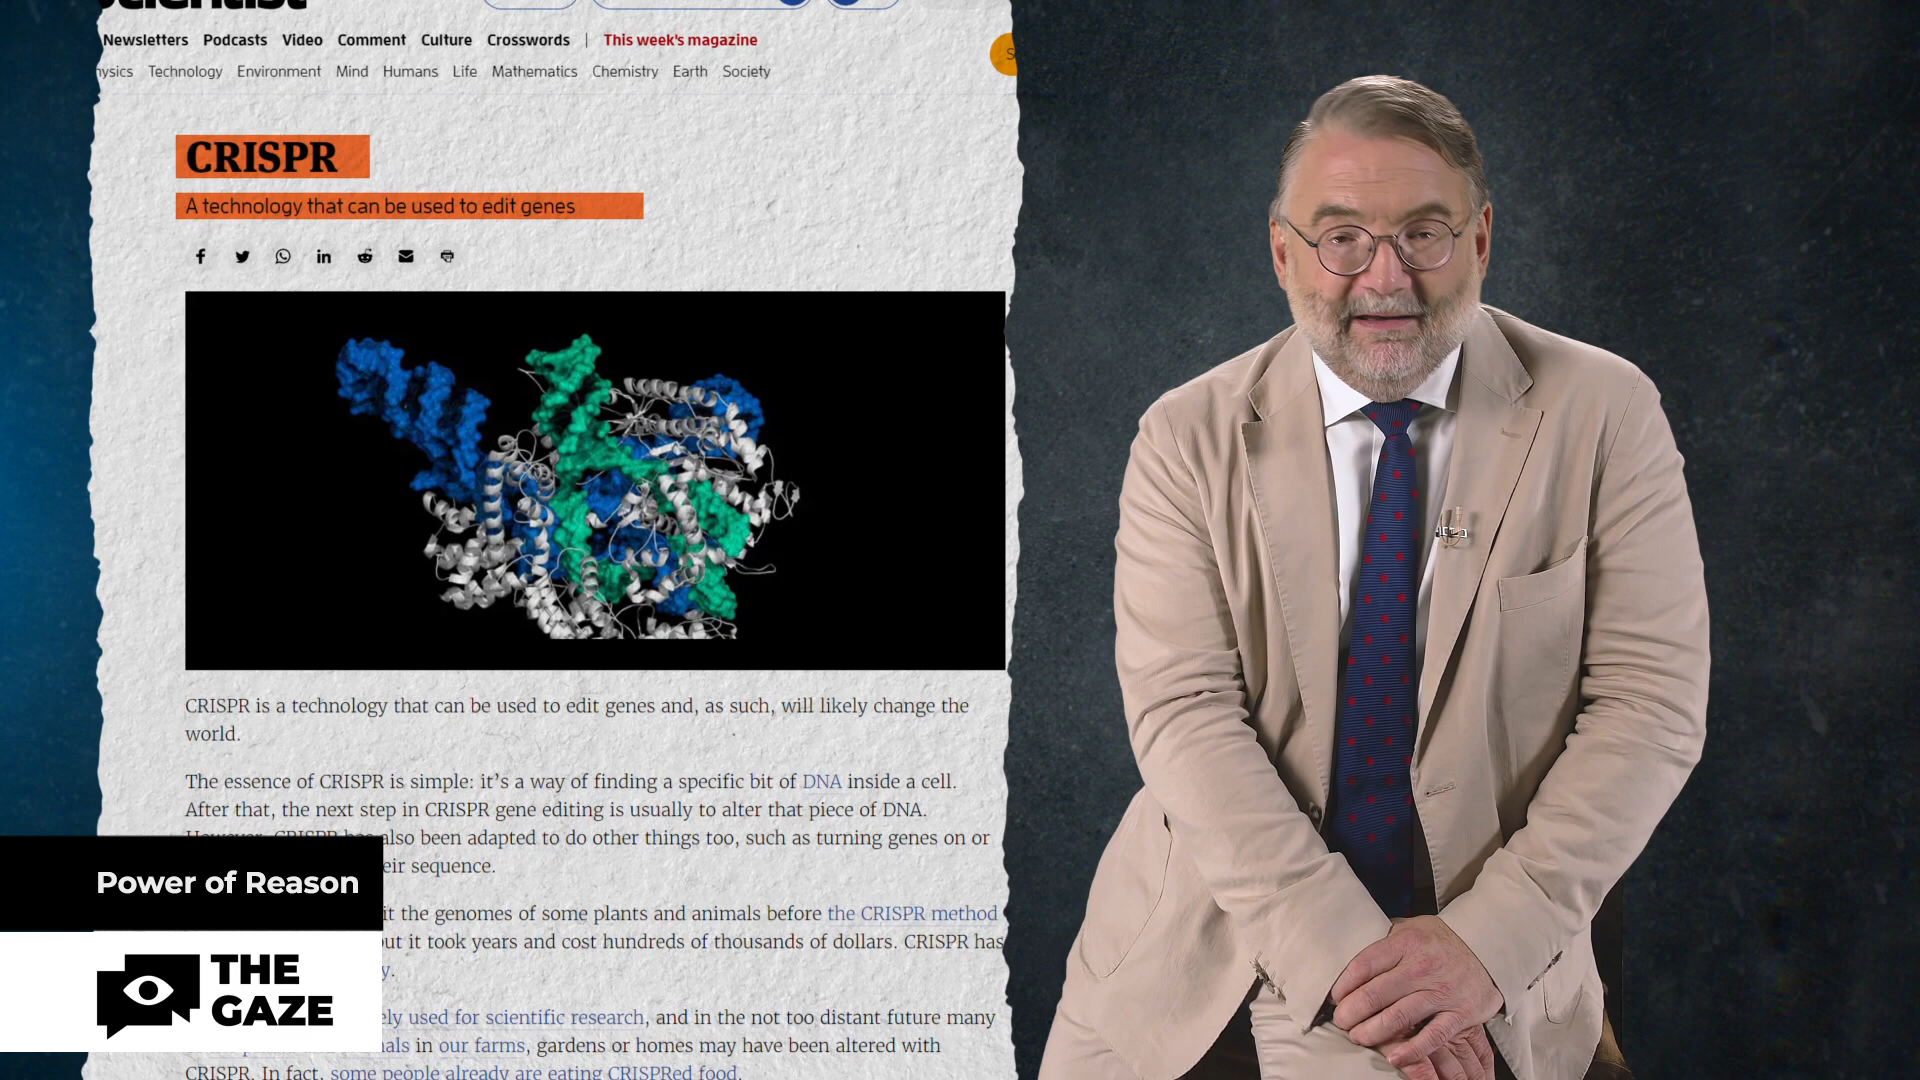 Scientist
Newsletters Podcasts Video Comment Culture Crosswords | This week's magazine
hysics Technology Environment Mind Humans Life Mathematics Chemistry Earth Society
CRISPR
A technology that can be used to edit genes
CRISPR is a technology that can be used to edit genes and, as such, will likely change the
world.
The essence of CRISPR is simple: it's a way of finding a specific bit of DNA inside a cell.
After that, the next step in CRISPR gene editing is usually to alter that piece of DNA.
However, CRISPR has also been adapted to do other things too, such as turning genes on or
eir sequence.
it the genomes of some plants and animals before the CRISPR method
ut it took years and cost hundreds of thousands of dollars. CRISPR has
y.
ely used for scientific research, and in the not too distant future many
nals in our farms, gardens or homes may have been altered with
CRISPR. In fact, some people already are eating CRISPRed food.
Power of Reason
THE
GAZE